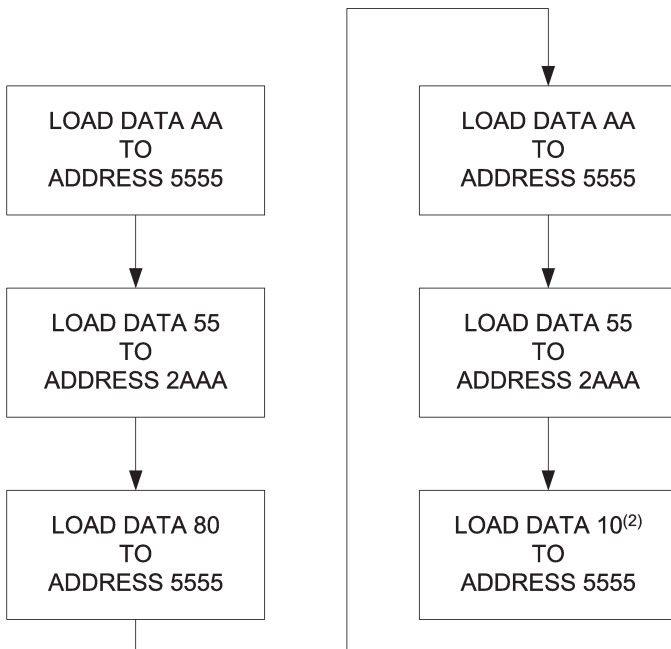 LOAD DATA AA
TO
ADDRESS 5555
LOAD DATA 55
TO
ADDRESS 2AAA
LOAD DATA 80
TO
ADDRESS 5555
LOAD DATA AA
TO
ADDRESS 5555
LOAD DATA 55
TO
ADDRESS 2AAA
LOAD DATA 10(2)
TO
ADDRESS 5555